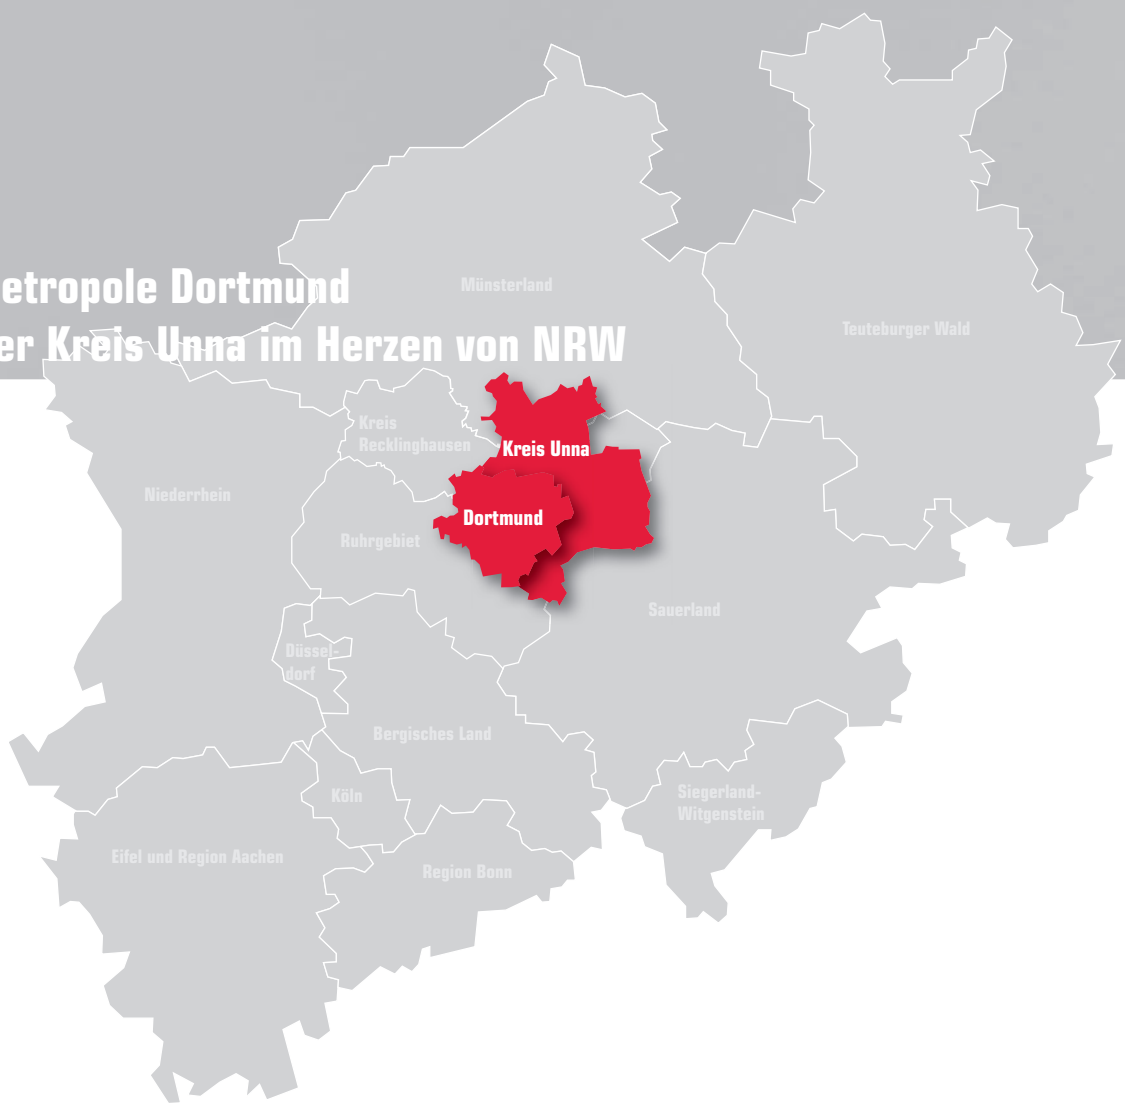 etropole Dortmund
er Kreis Unna im Herzen von NRW
Münsterland
Teuteburger Wald
Kreis
Recklinghausen
Kreis Unna
Niederrhein
Dortmund
Ruhrgebiet
Sauerland
Düssel-
dorf
Bergisches Land
Köln
Siegerland-
Witgenstein
Eifel und Region Aachen
Region Bonn